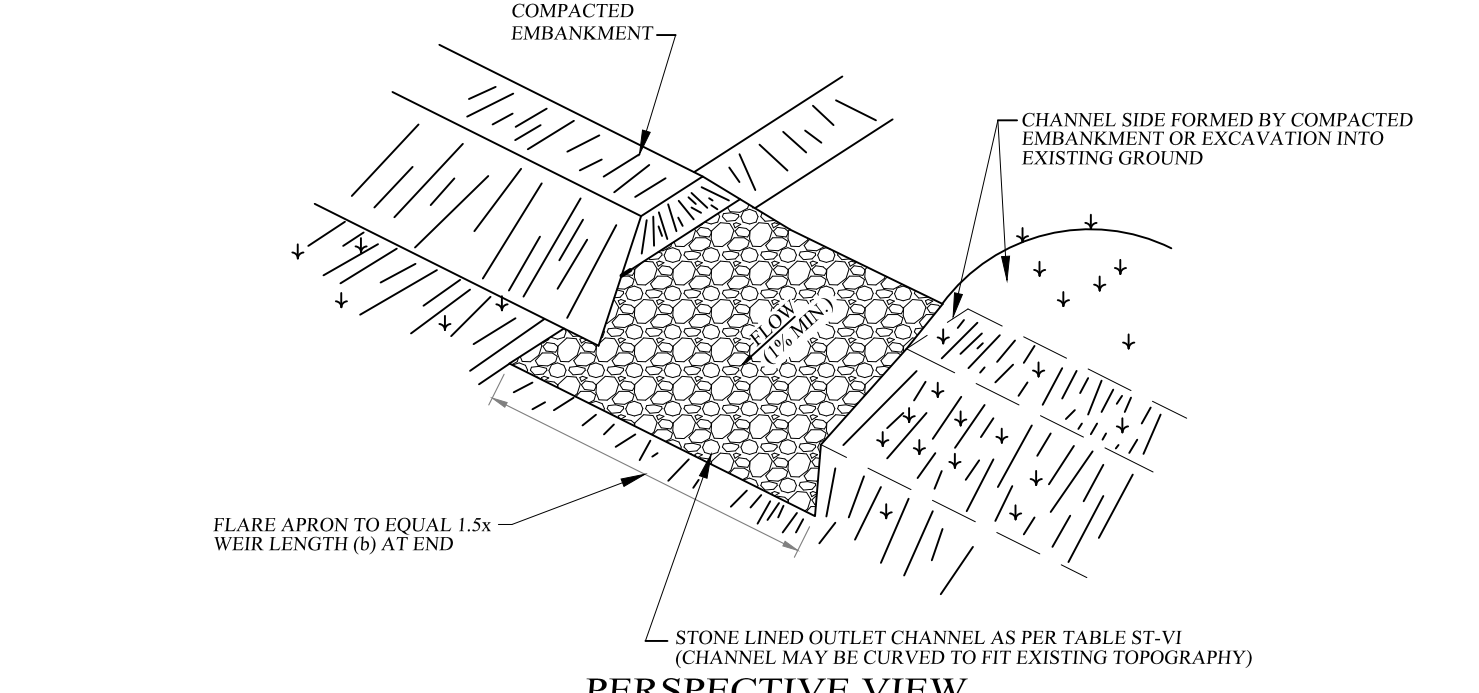 COMPACTED
EMBANKMENT
CHANNEL SIDE FORMED BY COMPACTED
EMBANKMENT OR EXCAVATION INTO
EXISTING GROUND
FLOW
(1% MIN.)
FLARE APRON TO EQUAL 1.5x
WEIR LENGTH (b) AT END
STONE LINED OUTLET CHANNEL AS PER TABLE ST-VI
(CHANNEL MAY BE CURVED TO FIT EXISTING TOPOGRAPHY)
PERSPECTIVE VIEW